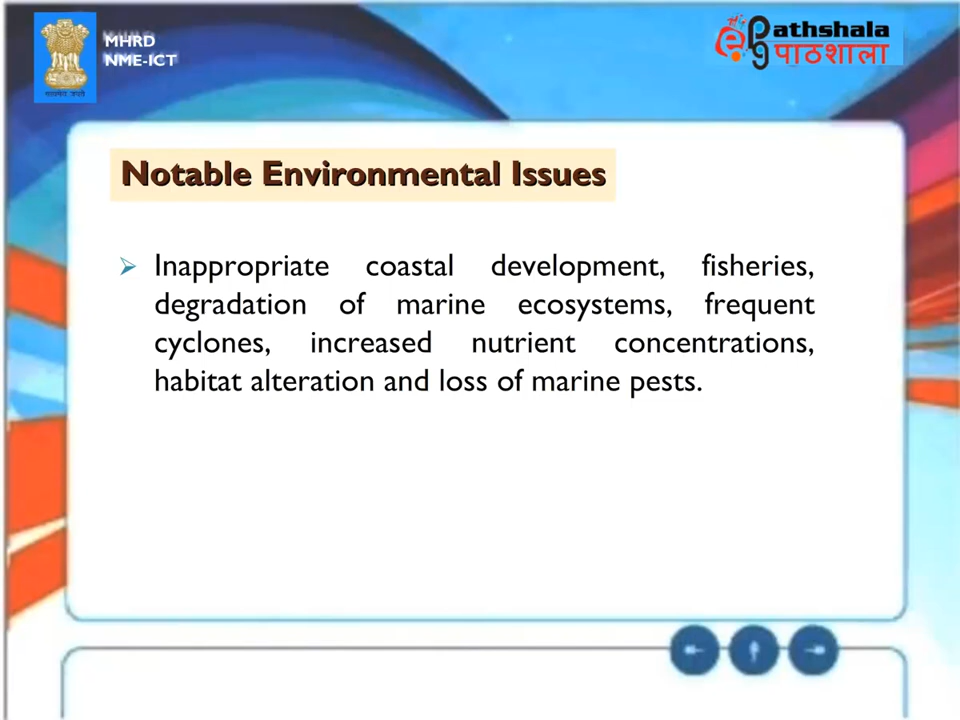 MHRD
NME-ICT
e pg Pathshala
पाठशाला
Notable Environmental Issues
Inappropriate coastal development, fisheries,
degradation of marine ecosystems, frequent
cyclones, increased nutrient concentrations,
habitat alteration and loss of marine pests.